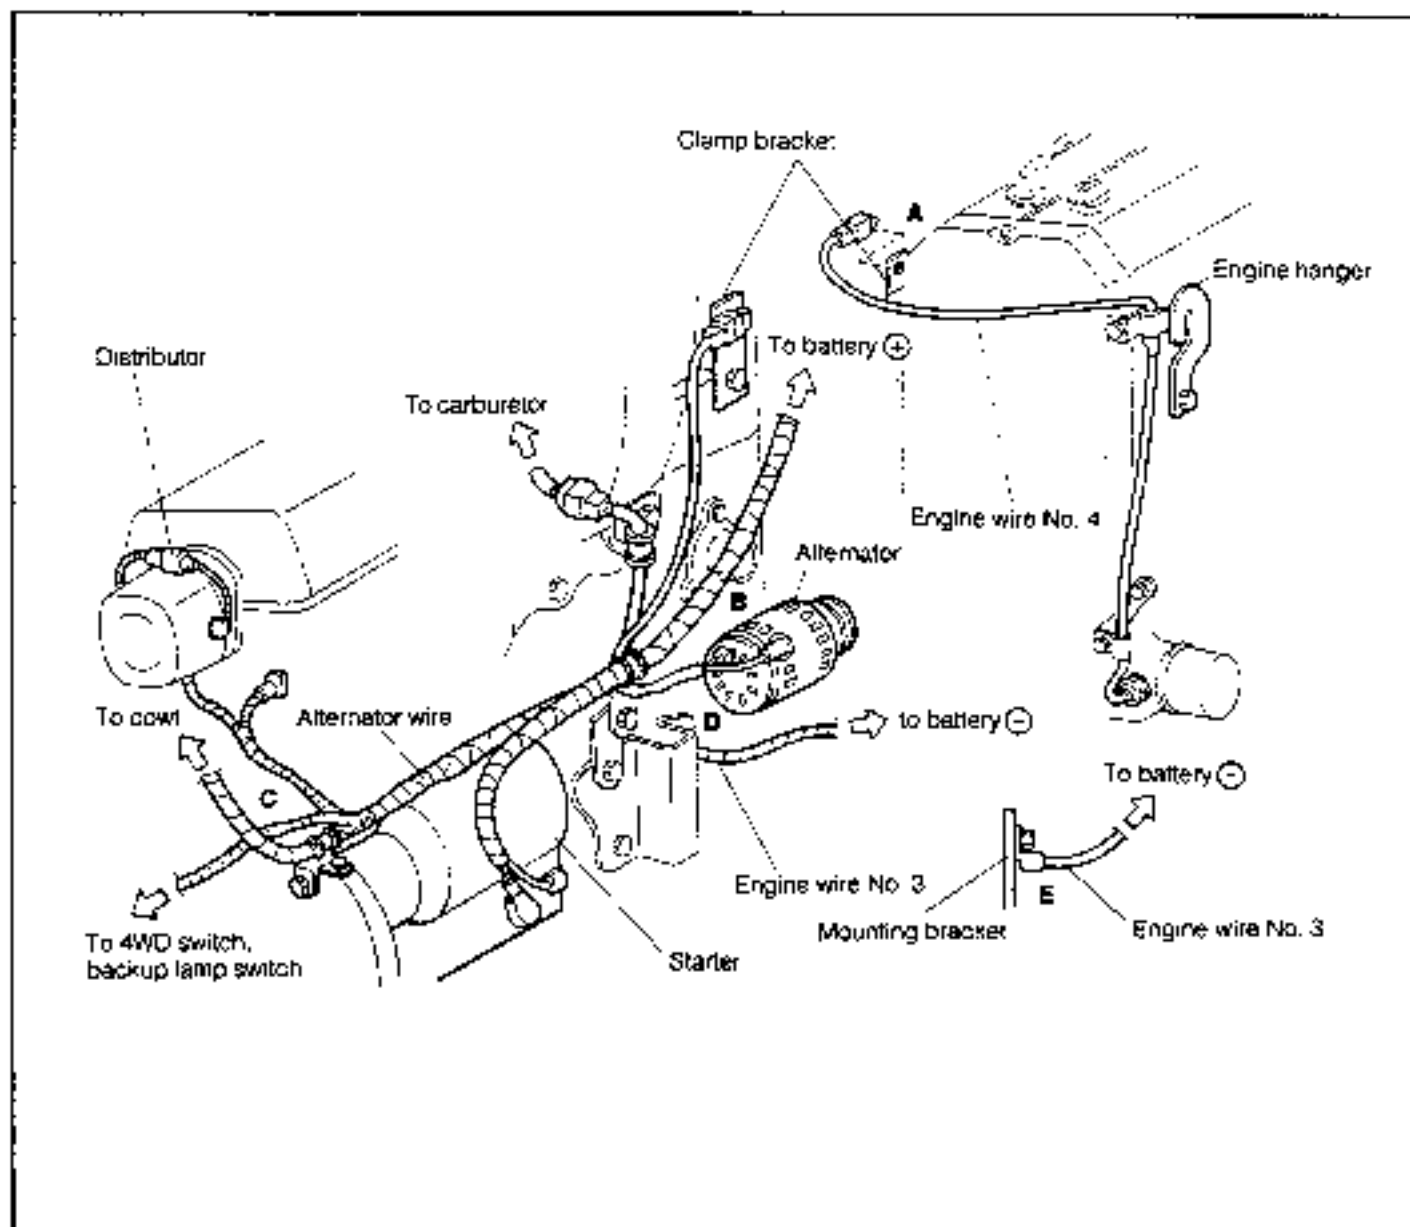 Clamp bracket
A
Engine hanger
Distributor
To battery ⊕
To carburetor
Engine wire No. 4
Alternator
B
To cowl
Alternator wire
D
to battery ⊖
To battery ⊖
C
Engine wire No. 3
E
Mounting bracket
Engine wire No. 3
To 4WD switch,
backup lamp switch
Starter